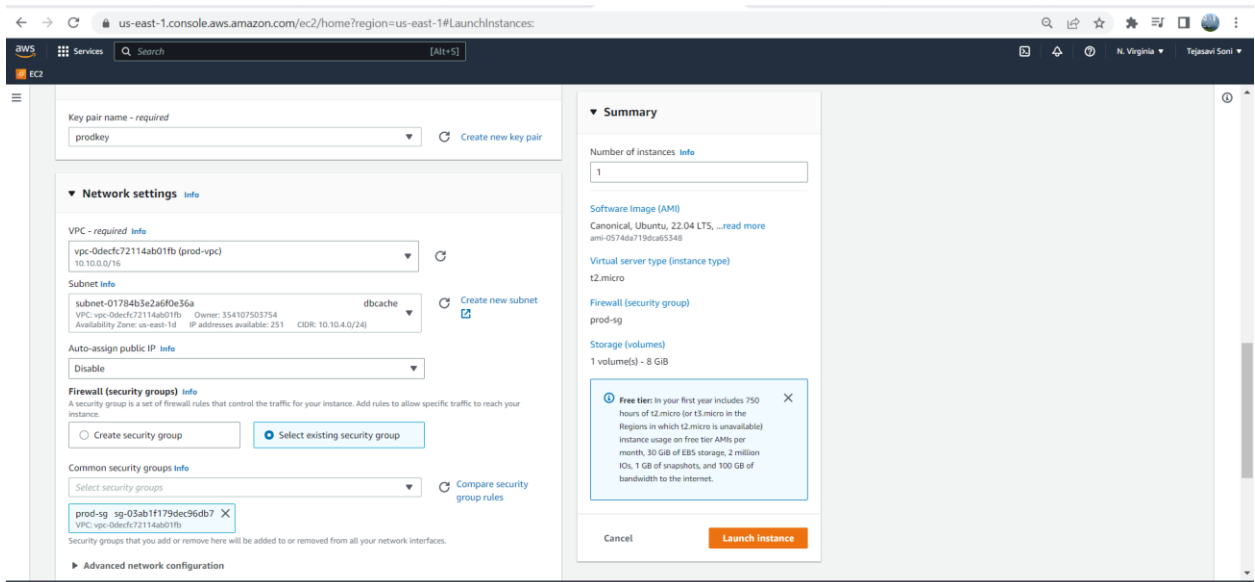 us-east-1.console.aws.amazon.com/ec2/home?region=us-east-1#LaunchInstances:
aws
Services
Search
[Alt+S]
N. Virginia
Tejasavi Soni
EC2
Key pair name - required
prodkey
Create new key pair
Network settings Info
VPC - required Info
vpc-0decfc72114ab01fb (prod-vpc)
10.10.0.0/16
Subnet Info
subnet-01784b3e2a6f0e36a dbcache
VPC: vpc-0decfc72114ab01fb Owner: 354107503754
Availability Zone: us-east-1d IP addresses available: 251 CIDR: 10.10.4.0/24)
Create new subnet
Auto-assign public IP Info
Disable
Firewall (security groups) Info
A security group is a set of firewall rules that control the traffic for your instance. Add rules to allow specific traffic to reach your
instance.
Create security group
Select existing security group
Common security groups Info
Select security groups
Compare security
group rules
prod-sg sg-03ab1f179dec96db7
VPC: vpc-0decfc72114ab01fb
Security groups that you add or remove here will be added to or removed from all your network interfaces.
Advanced network configuration
Summary
Number of instances Info
1
Software Image (AMI)
Canonical, Ubuntu, 22.04 LTS, ...read more
ami-0574da719dca65348
Virtual server type (instance type)
t2.micro
Firewall (security group)
prod-sg
Storage (volumes)
1 volume(s) - 8 GiB
Free tier: In your first year includes 750
hours of t2.micro (or t3.micro in the
Regions in which t2.micro is unavailable)
instance usage on free tier AMIs per
month, 30 GiB of EBS storage, 2 million
IOs, 1 GB of snapshots, and 100 GB of
bandwidth to the internet.
Cancel
Launch instance